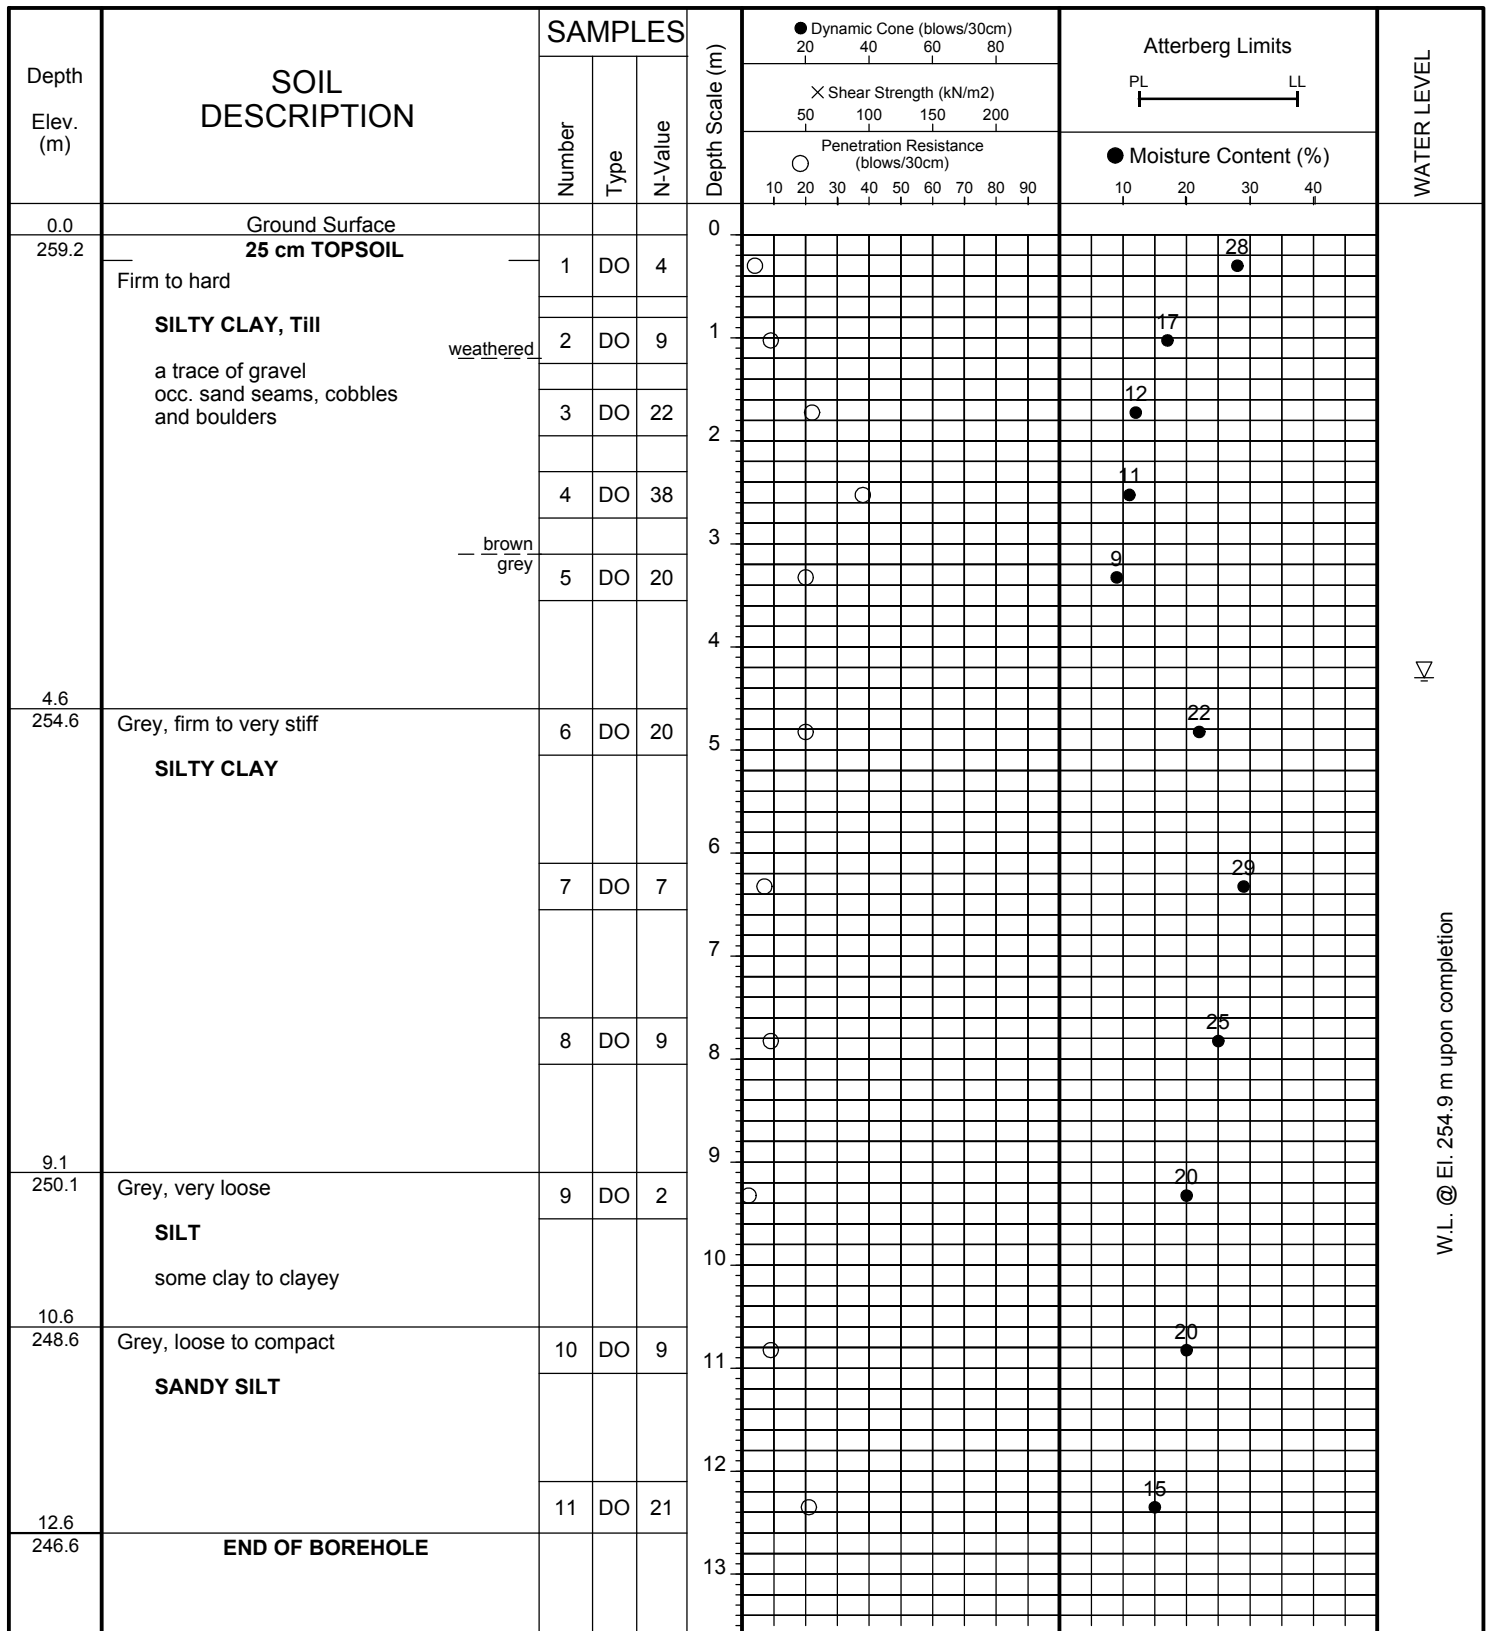 Depth
Elev.
(m)
SOIL
DESCRIPTION
SAMPLES
Number
Type
N-Value
Depth Scale (m)
● Dynamic Cone (blows/30cm)
20 40 60 80
× Shear Strength (kN/m2)
50 100 150 200
○ Penetration Resistance
(blows/30cm)
10 20 30 40 50 60 70 80 90
Atterberg Limits
PL LL
● Moisture Content (%)
10 20 30 40
WATER LEVEL
0.0 Ground Surface 0
259.2 25 cm TOPSOIL
1 DO 4 28
Firm to hard
SILTY CLAY, Till
weathered
2 DO 9 1 17
a trace of gravel
occ. sand seams, cobbles
and boulders
3 DO 22 12
2
4 DO 38 11
brown
grey
3
5 DO 20 9
4
4.6
254.6 Grey, firm to very stiff
6 DO 20 22
5
SILTY CLAY
6
7 DO 7 29
7
8 DO 9 25
8
9
9.1
250.1 Grey, very loose
9 DO 2 20
SILT
10
some clay to clayey
10.6
248.6 Grey, loose to compact
10 DO 9 20
11
SANDY SILT
12
11 DO 21 15
12.6
246.6 END OF BOREHOLE
13
W.L. @ El. 254.9 m upon completion